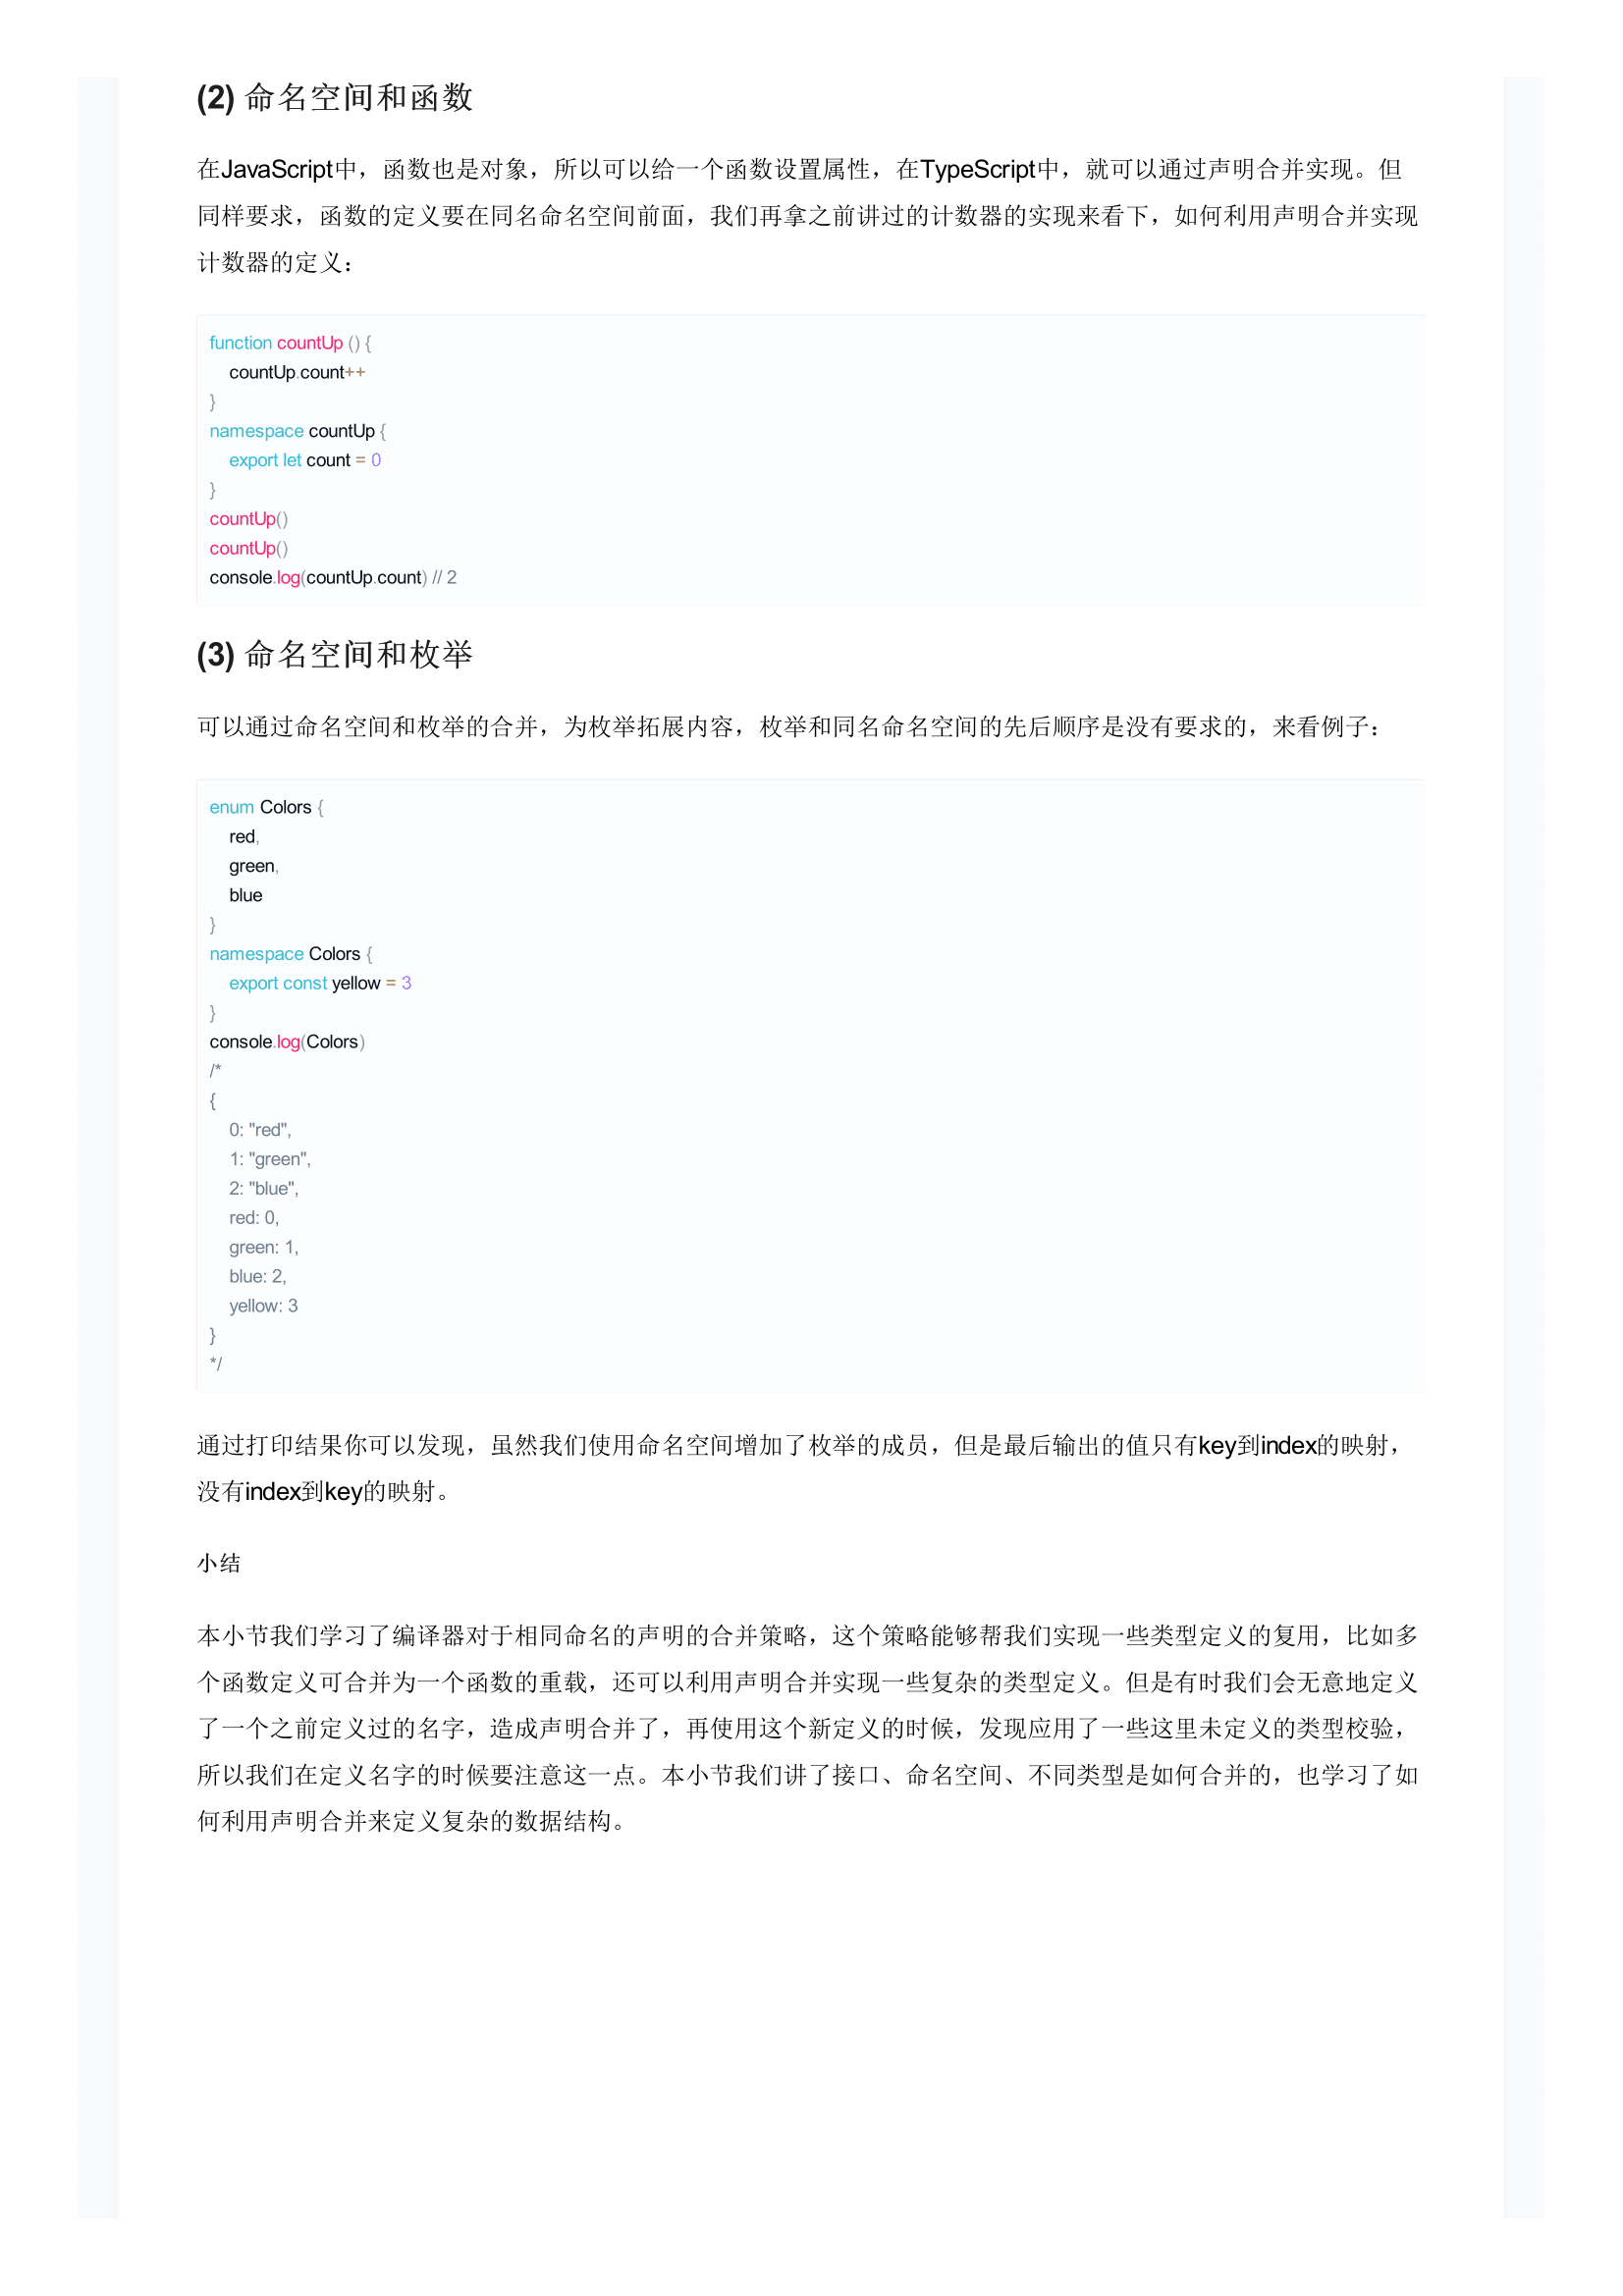 (2) 命名空间和函数
在JavaScript中，函数也是对象，所以可以给一个函数设置属性，在TypeScript中，就可以通过声明合并实现。但
同样要求，函数的定义要在同名命名空间前面，我们再拿之前讲过的计数器的实现来看下，如何利用声明合并实现
计数器的定义：
function countUp () {
    countUp.count++
}
namespace countUp {
    export let count = 0
}
countUp()
countUp()
console.log(countUp.count) // 2
(3) 命名空间和枚举
可以通过命名空间和枚举的合并，为枚举拓展内容，枚举和同名命名空间的先后顺序是没有要求的，来看例子：
enum Colors {
    red,
    green,
    blue
}
namespace Colors {
    export const yellow = 3
}
console.log(Colors)
/*
{
    0: "red",
    1: "green",
    2: "blue",
    red: 0,
    green: 1,
    blue: 2,
    yellow: 3
}
*/
通过打印结果你可以发现，虽然我们使用命名空间增加了枚举的成员，但是最后输出的值只有key到index的映射，
没有index到key的映射。
小结
本小节我们学习了编译器对于相同命名的声明的合并策略，这个策略能够帮我们实现一些类型定义的复用，比如多
个函数定义可合并为一个函数的重载，还可以利用声明合并实现一些复杂的类型定义。但是有时我们会无意地定义
了一个之前定义过的名字，造成声明合并了，再使用这个新定义的时候，发现应用了一些这里未定义的类型校验，
所以我们在定义名字的时候要注意这一点。本小节我们讲了接口、命名空间、不同类型是如何合并的，也学习了如
何利用声明合并来定义复杂的数据结构。